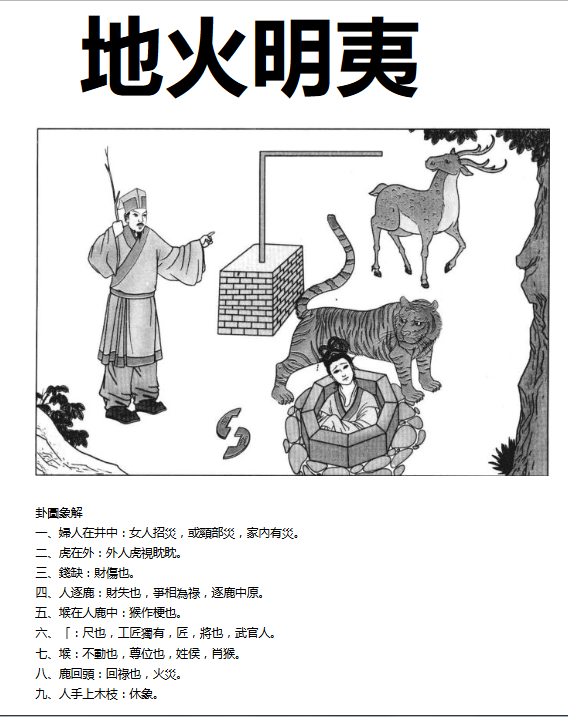 地火明夷
卦圖象解
一、婦人在井中：女人招災，或頸部災，家內有災。
二、虎在外：外人虎視眈眈。
三、錢缺：財傷也。
四、人逐鹿：財失也，爭相為祿，逐鹿中原。
五、堠在人鹿中：猴作梗也。
六、「：尺也，工匠獨有，匠，將也，武官人。
七、堠：不動也，尊位也，姓侯，肖猴。
八、鹿回頭：回祿也，火災。
九、人手上木枝：休象。